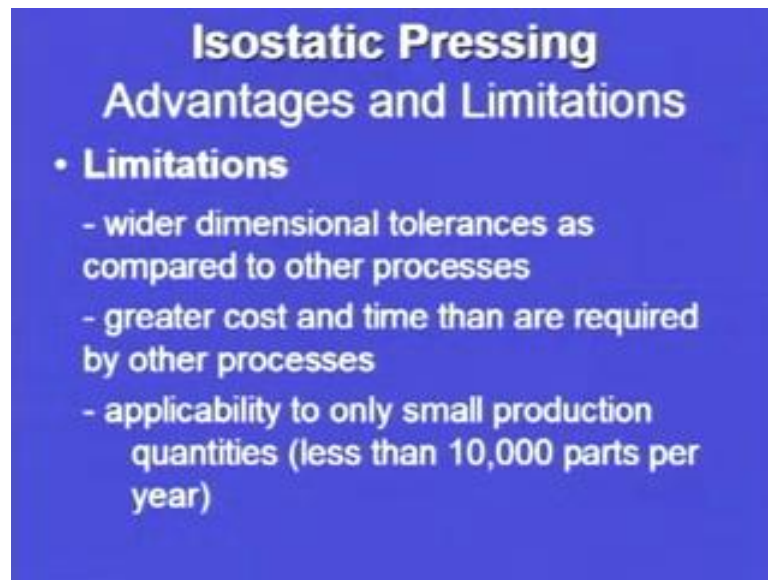 Isostatic Pressing
Advantages and Limitations
• Limitations
- wider dimensional tolerances as
compared to other processes
- greater cost and time than are required
by other processes
- applicability to only small production
quantities (less than 10,000 parts per
year)